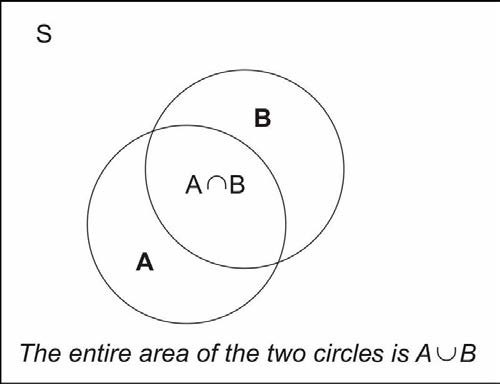 S
B
A∩B
A
The entire area of the two circles is A∪B